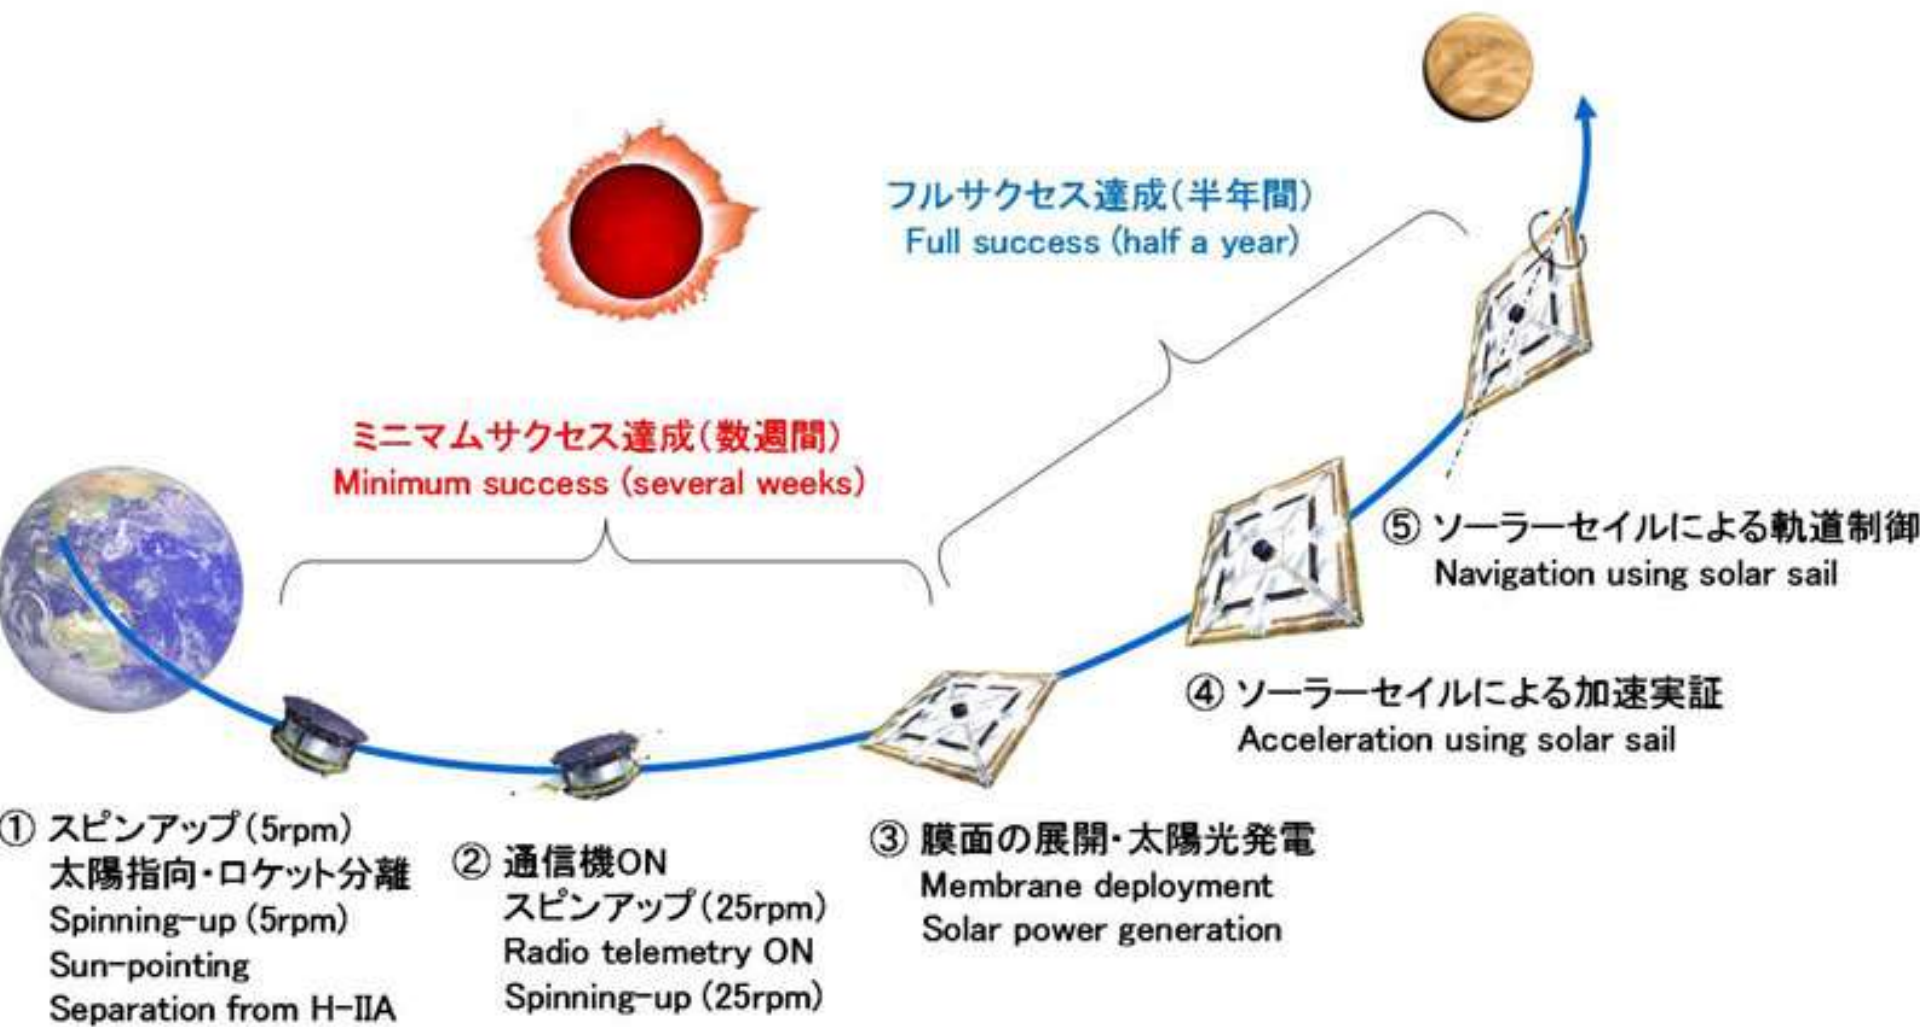 フルサクセス達成(半年間)
Full success (half a year)
ミニマムサクセス達成(数週間)
Minimum success (several weeks)
① スピンアップ(5rpm)
太陽指向・ロケット分離
Spinning-up (5rpm)
Sun-pointing
Separation from H-IIA
② 通信機ON
スピンアップ(25rpm)
Radio telemetry ON
Spinning-up (25rpm)
③ 膜面の展開・太陽光発電
Membrane deployment
Solar power generation
④ ソーラーセイルによる加速実証
Acceleration using solar sail
⑤ ソーラーセイルによる軌道制御
Navigation using solar sail